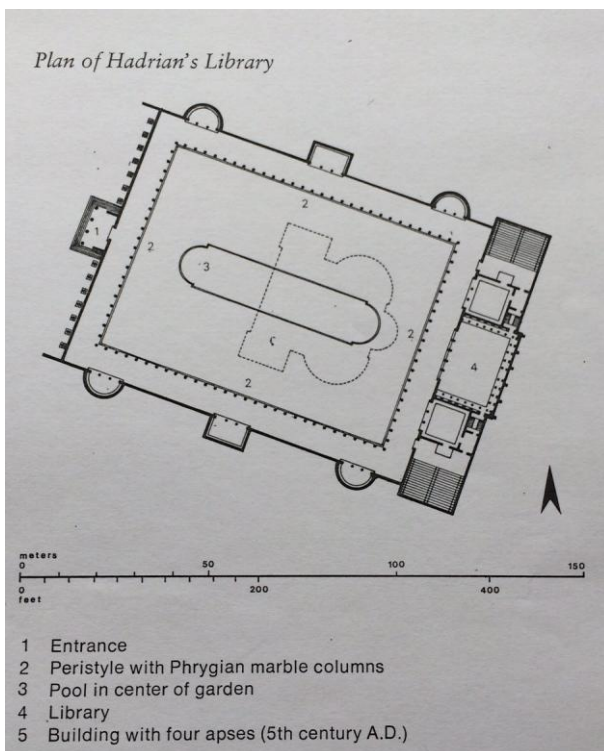 Plan of Hadrian's Library
1
2
2
3
2
ς
4
2
meters
0 50 100 150
0 200 400
feet
1 Entrance
2 Peristyle with Phrygian marble columns
3 Pool in center of garden
4 Library
5 Building with four apses (5th century A.D.)